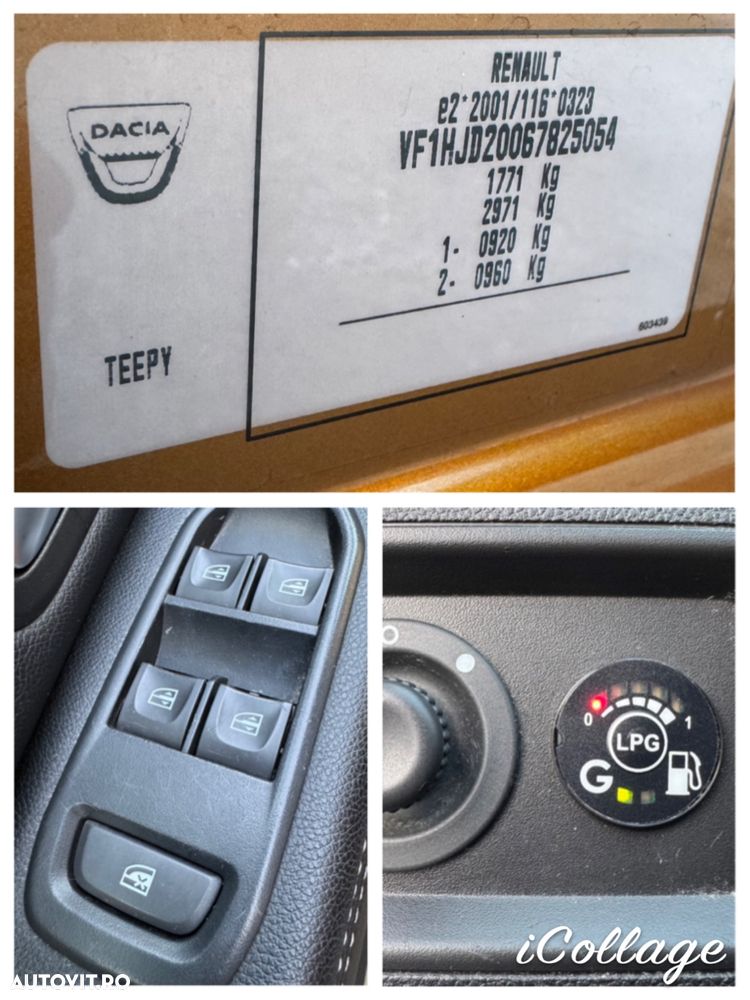 DACIA
TEEPY
RENAULT
e2*2001/116*0323
VF1HJD20067825054
1771 Kg
2971 Kg
1- 0920 Kg
2- 0960 Kg
603439
0 1
LPG
G
iCollage
AUTOVIT.RO